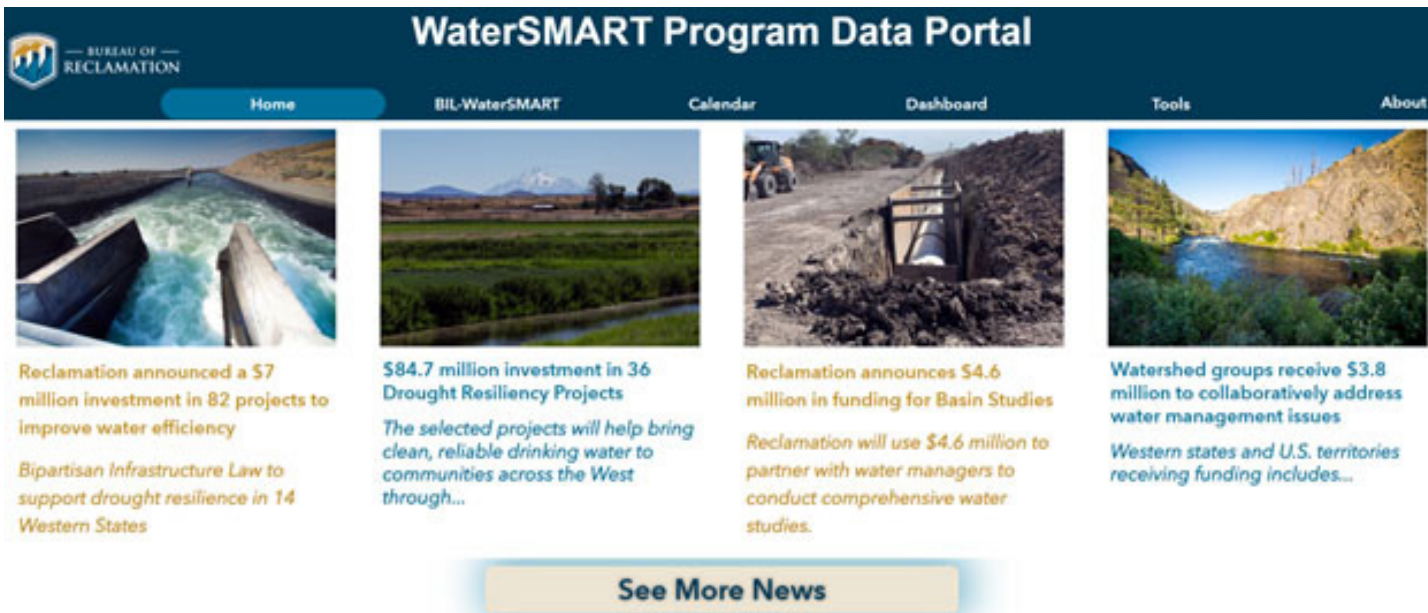 WaterSMART Program Data Portal
BUREAU OF
RECLAMATION
Home
BIL-WaterSMART
Calendar
Dashboard
Tools
About
Reclamation announced a $7
million investment in 82 projects to
improve water efficiency
Bipartisan Infrastructure Law to
support drought resilience in 14
Western States
$84.7 million investment in 36
Drought Resiliency Projects
The selected projects will help bring
clean, reliable drinking water to
communities across the West
through...
Reclamation announces $4.6
million in funding for Basin Studies
Reclamation will use $4.6 million to
partner with water managers to
conduct comprehensive water
studies.
Watershed groups receive $3.8
million to collaboratively address
water management issues
Western states and U.S. territories
receiving funding includes...
See More News